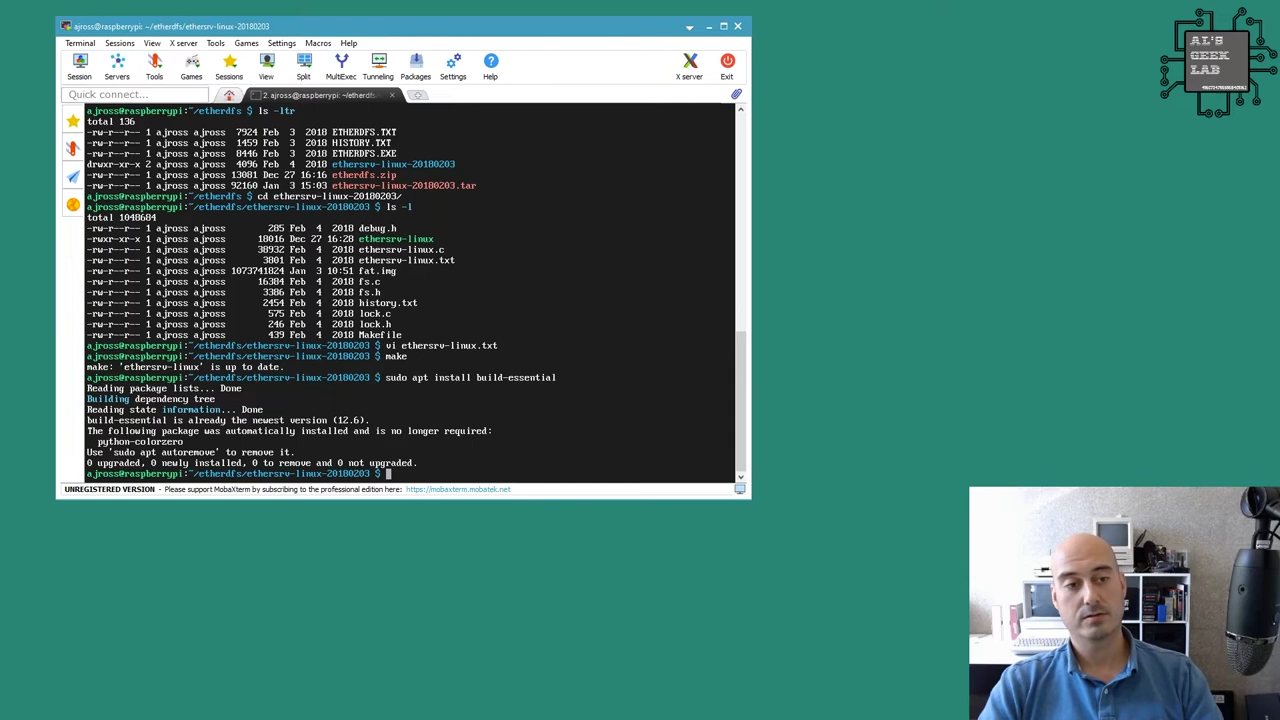 ajross@raspberrypi: ~/etherdfs/ethersrv-linux-20180203
Terminal Sessions View X server Tools Games Settings Macros Help
Session Servers Tools Games Sessions View Split MultiExec Tunneling Packages Settings Help X server Exit
Quick connect...
2. ajross@raspberrypi: ~/etherdfs
ajross@raspberrypi:~/etherdfs $ ls -ltr
total 136
-rw-r--r-- 1 ajross ajross 7924 Feb 3 2018 ETHERDFS.TXT
-rw-r--r-- 1 ajross ajross 1459 Feb 3 2018 HISTORY.TXT
-rw-r--r-- 1 ajross ajross 8446 Feb 3 2018 ETHERDFS.EXE
drwxr-xr-x 2 ajross ajross 4096 Feb 4 2018 ethersrv-linux-20180203
-rw-r--r-- 1 ajross ajross 13081 Dec 27 16:16 etherdfs.zip
-rw-r--r-- 1 ajross ajross 92160 Jan 3 15:03 ethersrv-linux-20180203.tar
ajross@raspberrypi:~/etherdfs $ cd ethersrv-linux-20180203/
ajross@raspberrypi:~/etherdfs/ethersrv-linux-20180203 $ ls -l
total 1048684
-rw-r--r-- 1 ajross ajross 285 Feb 4 2018 debug.h
-rwxr-xr-x 1 ajross ajross 18016 Dec 27 16:28 ethersrv-linux
-rw-r--r-- 1 ajross ajross 38932 Feb 4 2018 ethersrv-linux.c
-rw-r--r-- 1 ajross ajross 3801 Feb 4 2018 ethersrv-linux.txt
-rw-r--r-- 1 ajross ajross 1073741824 Jan 3 10:51 fat.img
-rw-r--r-- 1 ajross ajross 16384 Feb 4 2018 fs.c
-rw-r--r-- 1 ajross ajross 3386 Feb 4 2018 fs.h
-rw-r--r-- 1 ajross ajross 2454 Feb 4 2018 history.txt
-rw-r--r-- 1 ajross ajross 575 Feb 4 2018 lock.c
-rw-r--r-- 1 ajross ajross 246 Feb 4 2018 lock.h
-rw-r--r-- 1 ajross ajross 439 Feb 4 2018 Makefile
ajross@raspberrypi:~/etherdfs/ethersrv-linux-20180203 $ vi ethersrv-linux.txt
ajross@raspberrypi:~/etherdfs/ethersrv-linux-20180203 $ make
make: 'ethersrv-linux' is up to date.
ajross@raspberrypi:~/etherdfs/ethersrv-linux-20180203 $ sudo apt install build-essential
Reading package lists... Done
Building dependency tree
Reading state information... Done
build-essential is already the newest version (12.6).
The following package was automatically installed and is no longer required:
python-colorzero
Use 'sudo apt autoremove' to remove it.
0 upgraded, 0 newly installed, 0 to remove and 0 not upgraded.
ajross@raspberrypi:~/etherdfs/ethersrv-linux-20180203 $
UNREGISTERED VERSION - Please support MobaXterm by subscribing to the professional edition here: https://mobaxterm.mobatek.net
AL'S
GEEK
LAB